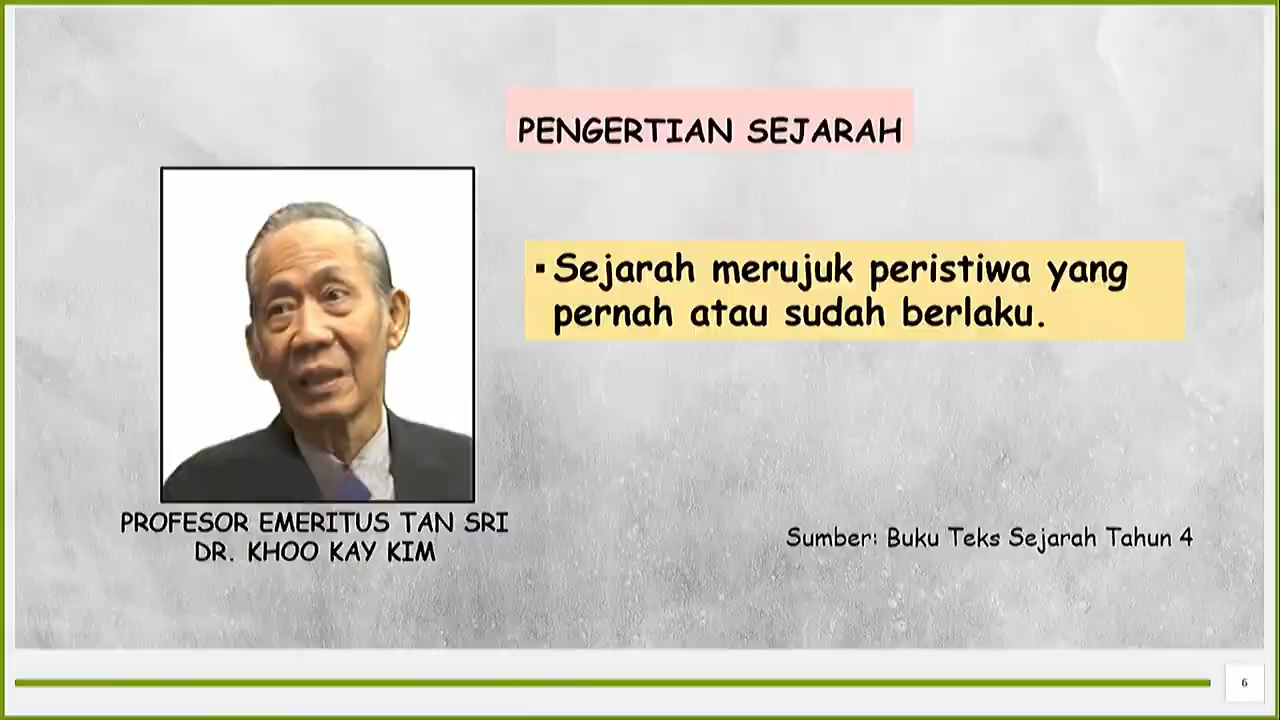 PENGERTIAN SEJARAH
▪ Sejarah merujuk peristiwa yang
pernah atau sudah berlaku.
PROFESOR EMERITUS TAN SRI
DR. KHOO KAY KIM
Sumber: Buku Teks Sejarah Tahun 4
6